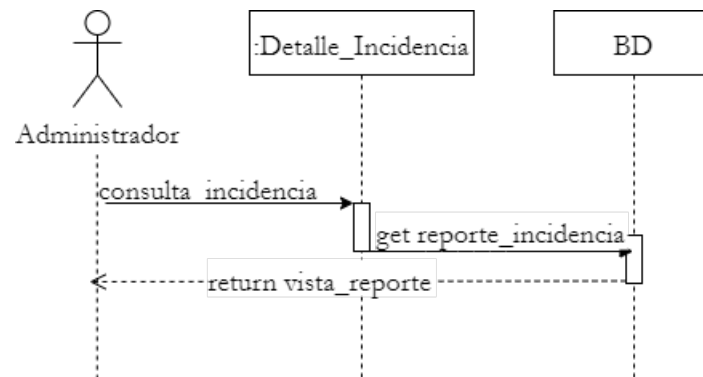 :Detalle_Incidencia
BD
Administrador
consulta_incidencia
get reporte_incidencia
return vista_reporte